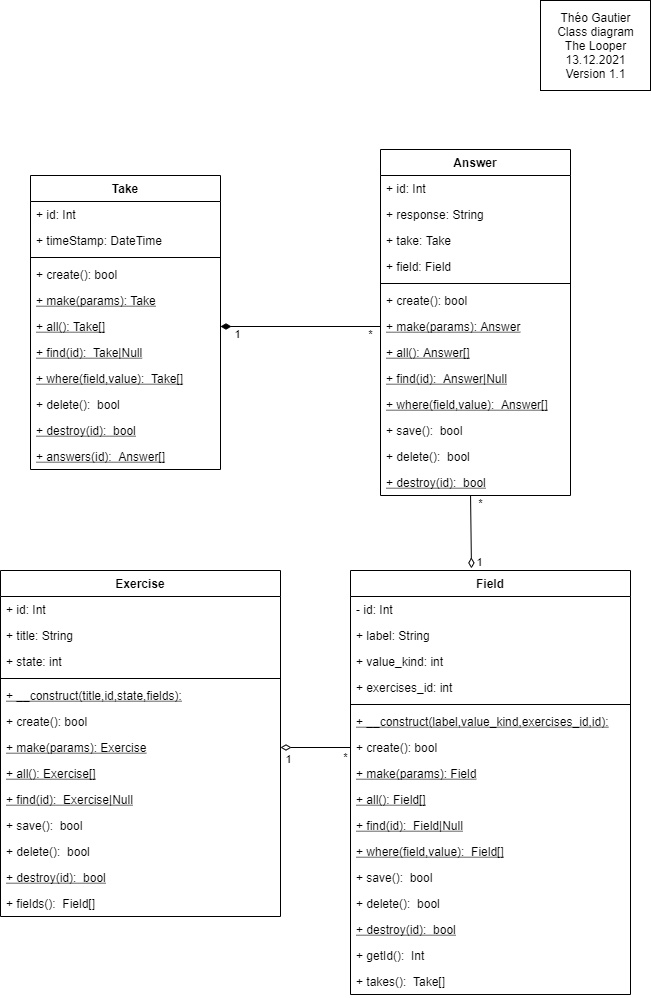 Théo Gautier
Class diagram
The Looper
13.12.2021
Version 1.1
Take
+ id: Int
+ timeStamp: DateTime
+ create(): bool
+ make(params): Take
+ all(): Take[]
+ find(id):  Take|Null
+ where(field,value):  Take[]
+ delete():  bool
+ destroy(id):  bool
+ answers(id):  Answer[]
1
*
Answer
+ id: Int
+ response: String
+ take: Take
+ field: Field
+ create(): bool
+ make(params): Answer
+ all(): Answer[]
+ find(id):  Answer|Null
+ where(field,value):  Answer[]
+ save():  bool
+ delete():  bool
+ destroy(id):  bool
*
1
Exercise
+ id: Int
+ title: String
+ state: int
+ __construct(title,id,state,fields):
+ create(): bool
+ make(params): Exercise
+ all(): Exercise[]
+ find(id):  Exercise|Null
+ save():  bool
+ delete():  bool
+ destroy(id):  bool
+ fields():  Field[]
1
*
Field
- id: Int
+ label: String
+ value_kind: int
+ exercises_id: int
+ __construct(label,value_kind,exercises_id,id):
+ create(): bool
+ make(params): Field
+ all(): Field[]
+ find(id):  Field|Null
+ where(field,value):  Field[]
+ save():  bool
+ delete():  bool
+ destroy(id):  bool
+ getId():  Int
+ takes():  Take[]